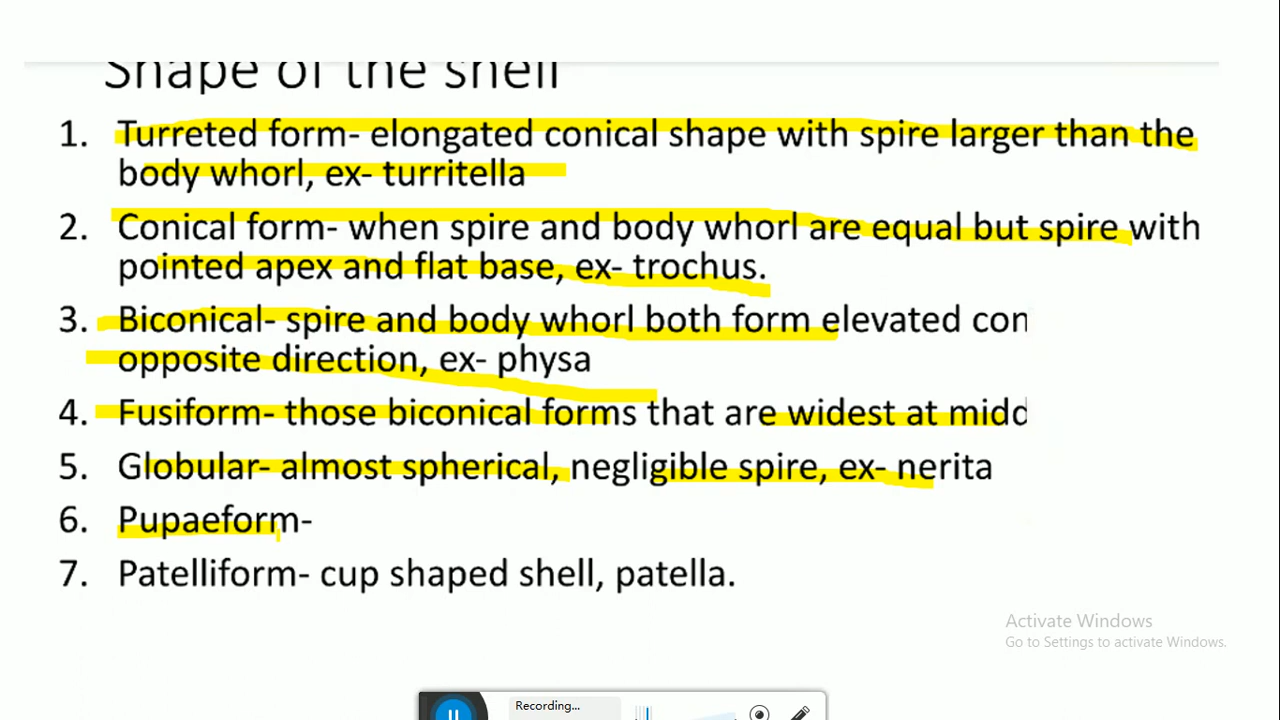 Shape of the shell
1. Turreted form- elongated conical shape with spire larger than the
body whorl, ex- turritella
2. Conical form- when spire and body whorl are equal but spire with
pointed apex and flat base, ex- trochus.
3. Biconical- spire and body whorl both form elevated con
opposite direction, ex- physa
4. Fusiform- those biconical forms that are widest at midd
5. Globular- almost spherical, negligible spire, ex- nerita
6. Pupaeform-
7. Patelliform- cup shaped shell, patella.
Activate Windows
Go to Settings to activate Windows.
Recording...